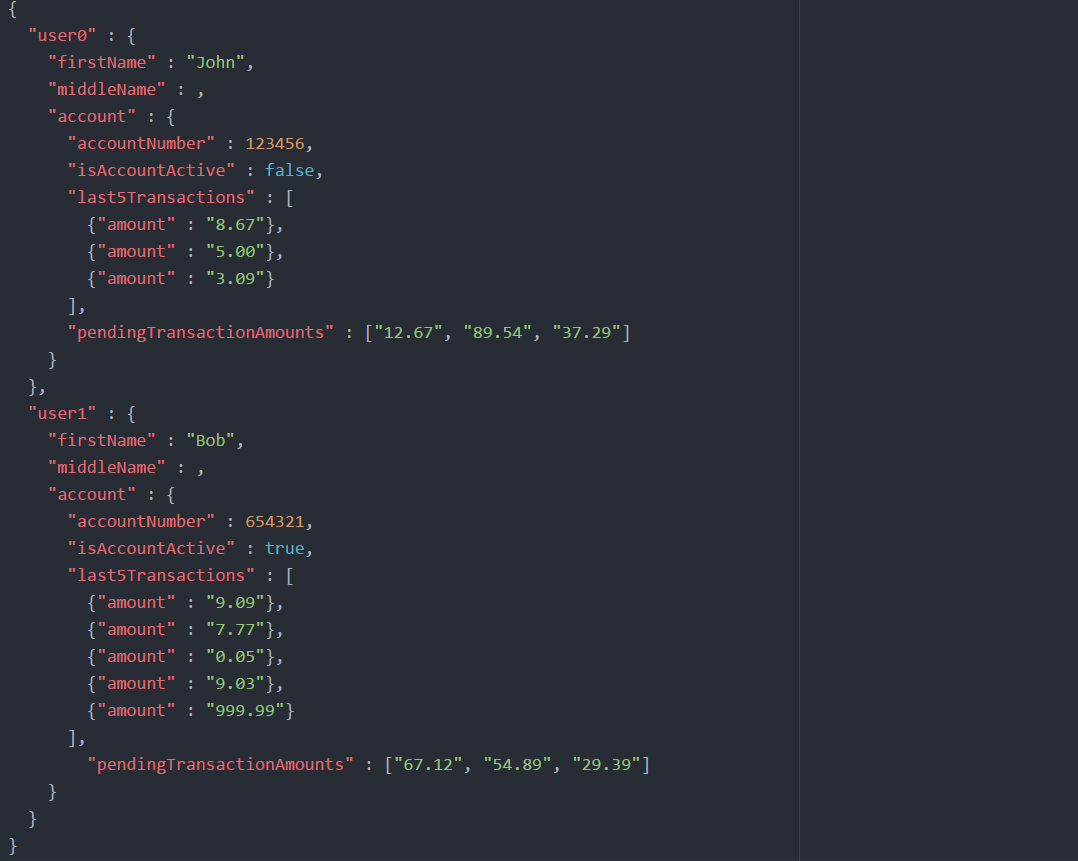 {
  "user0" : {
    "firstName" : "John",
    "middleName" : ,
    "account" : {
      "accountNumber" : 123456,
      "isAccountActive" : false,
      "last5Transactions" : [
        {"amount" : "8.67"},
        {"amount" : "5.00"},
        {"amount" : "3.09"}
      ],
      "pendingTransactionAmounts" : ["12.67", "89.54", "37.29"]
    }
  },
  "user1" : {
    "firstName" : "Bob",
    "middleName" : ,
    "account" : {
      "accountNumber" : 654321,
      "isAccountActive" : true,
      "last5Transactions" : [
        {"amount" : "9.09"},
        {"amount" : "7.77"},
        {"amount" : "0.05"},
        {"amount" : "9.03"},
        {"amount" : "999.99"}
      ],
        "pendingTransactionAmounts" : ["67.12", "54.89", "29.39"]
    }
  }
}